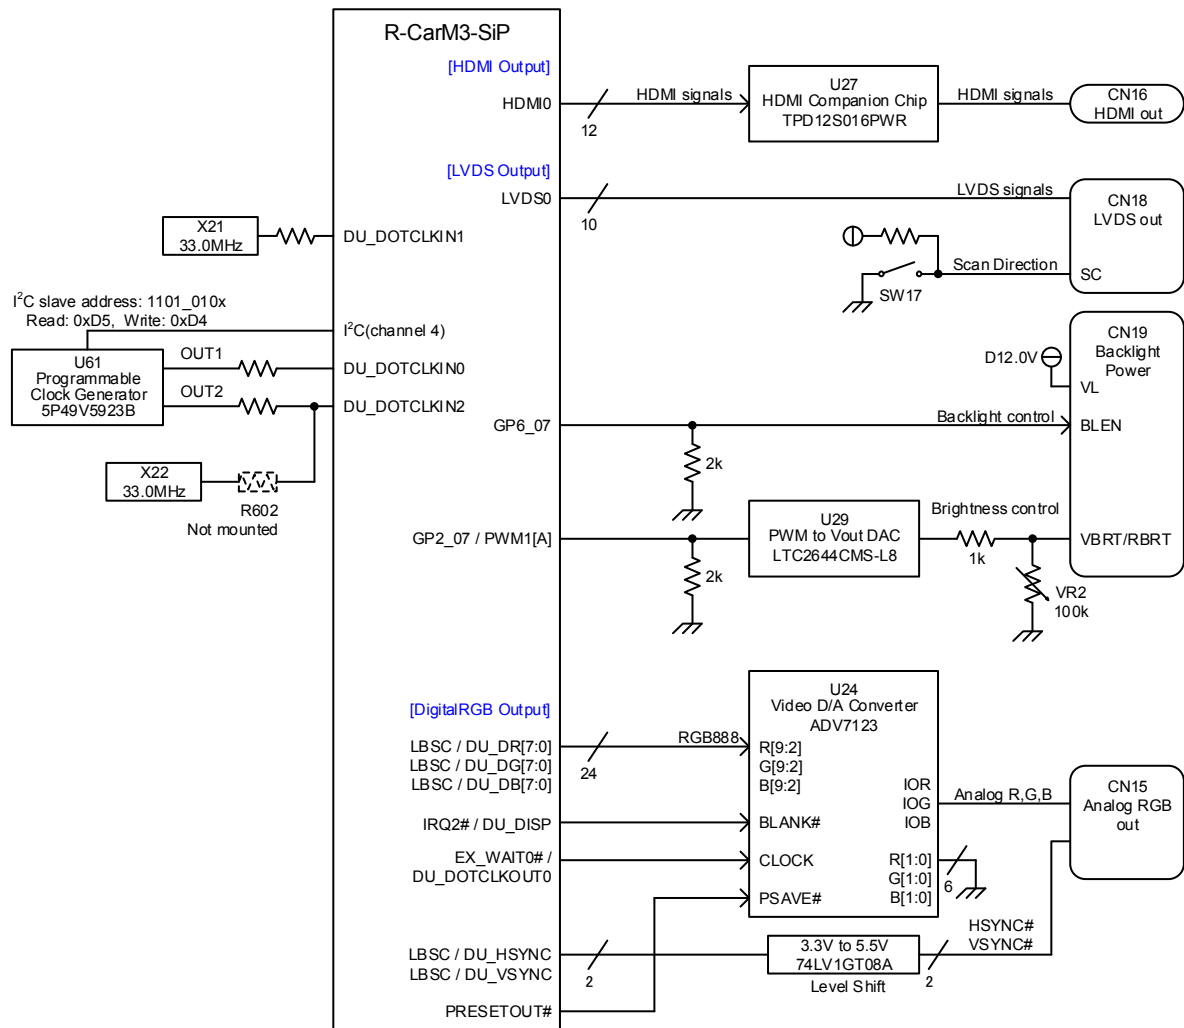 R-CarM3-SiP
[HDMI Output]
HDMI0
12
HDMI signals
U27
HDMI Companion Chip
TPD12S016PWR
HDMI signals
CN16
HDMI out
[LVDS Output]
LVDS0
10
LVDS signals
CN18
LVDS out
SC
Scan Direction
SW17
X21
33.0MHz
DU_DOTCLKIN1
I²C slave address: 1101_010x
Read: 0xD5, Write: 0xD4
I²C(channel 4)
U61
Programmable
Clock Generator
5P49V5923B
OUT1
DU_DOTCLKIN0
OUT2
DU_DOTCLKIN2
X22
33.0MHz
R602
Not mounted
CN19
Backlight
Power
D12.0V
VL
GP6_07
Backlight control
BLEN
2k
GP2_07 / PWM1[A]
2k
U29
PWM to Vout DAC
LTC2644CMS-L8
Brightness control
1k
VBRT/RBRT
VR2
100k
[DigitalRGB Output]
LBSC / DU_DR[7:0]
LBSC / DU_DG[7:0]
LBSC / DU_DB[7:0]
24
RGB888
U24
Video D/A Converter
ADV7123
R[9:2]
G[9:2]
B[9:2]
IOR
IOG
IOB
Analog R,G,B
CN15
Analog RGB
out
IRQ2# / DU_DISP
BLANK#
EX_WAIT0# /
DU_DOTCLKOUT0
CLOCK
R[1:0]
G[1:0]
B[1:0]
6
PSAVE#
LBSC / DU_HSYNC
LBSC / DU_VSYNC
2
3.3V to 5.5V
74LV1GT08A
Level Shift
2
HSYNC#
VSYNC#
PRESETOUT#